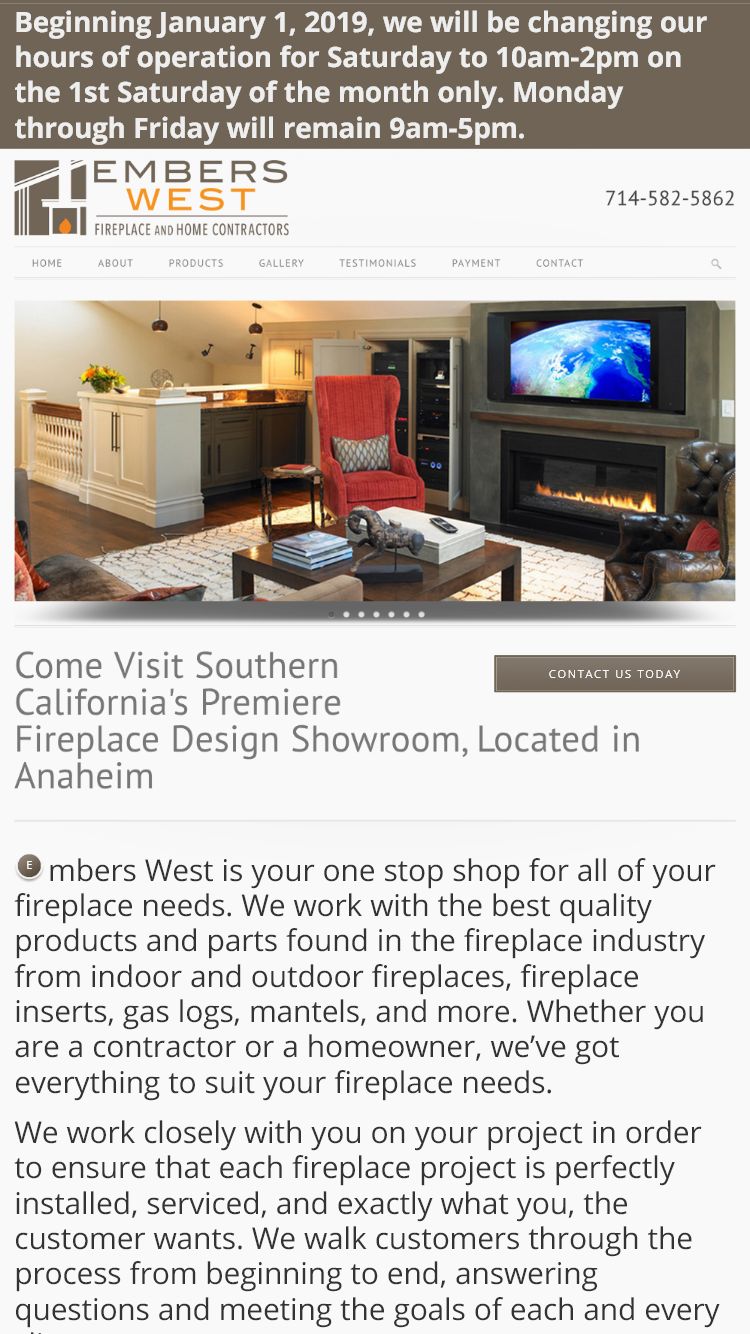 Beginning January 1, 2019, we will be changing our
hours of operation for Saturday to 10am-2pm on
the 1st Saturday of the month only. Monday
through Friday will remain 9am-5pm.
EMBERS
WEST
FIREPLACE AND HOME CONTRACTORS
714-582-5862
HOME ABOUT PRODUCTS GALLERY TESTIMONIALS PAYMENT CONTACT
Come Visit Southern
California's Premiere
Fireplace Design Showroom, Located in
Anaheim
CONTACT US TODAY
Embers West is your one stop shop for all of your
fireplace needs. We work with the best quality
products and parts found in the fireplace industry
from indoor and outdoor fireplaces, fireplace
inserts, gas logs, mantels, and more. Whether you
are a contractor or a homeowner, we’ve got
everything to suit your fireplace needs.
We work closely with you on your project in order
to ensure that each fireplace project is perfectly
installed, serviced, and exactly what you, the
customer wants. We walk customers through the
process from beginning to end, answering
questions and meeting the goals of each and every